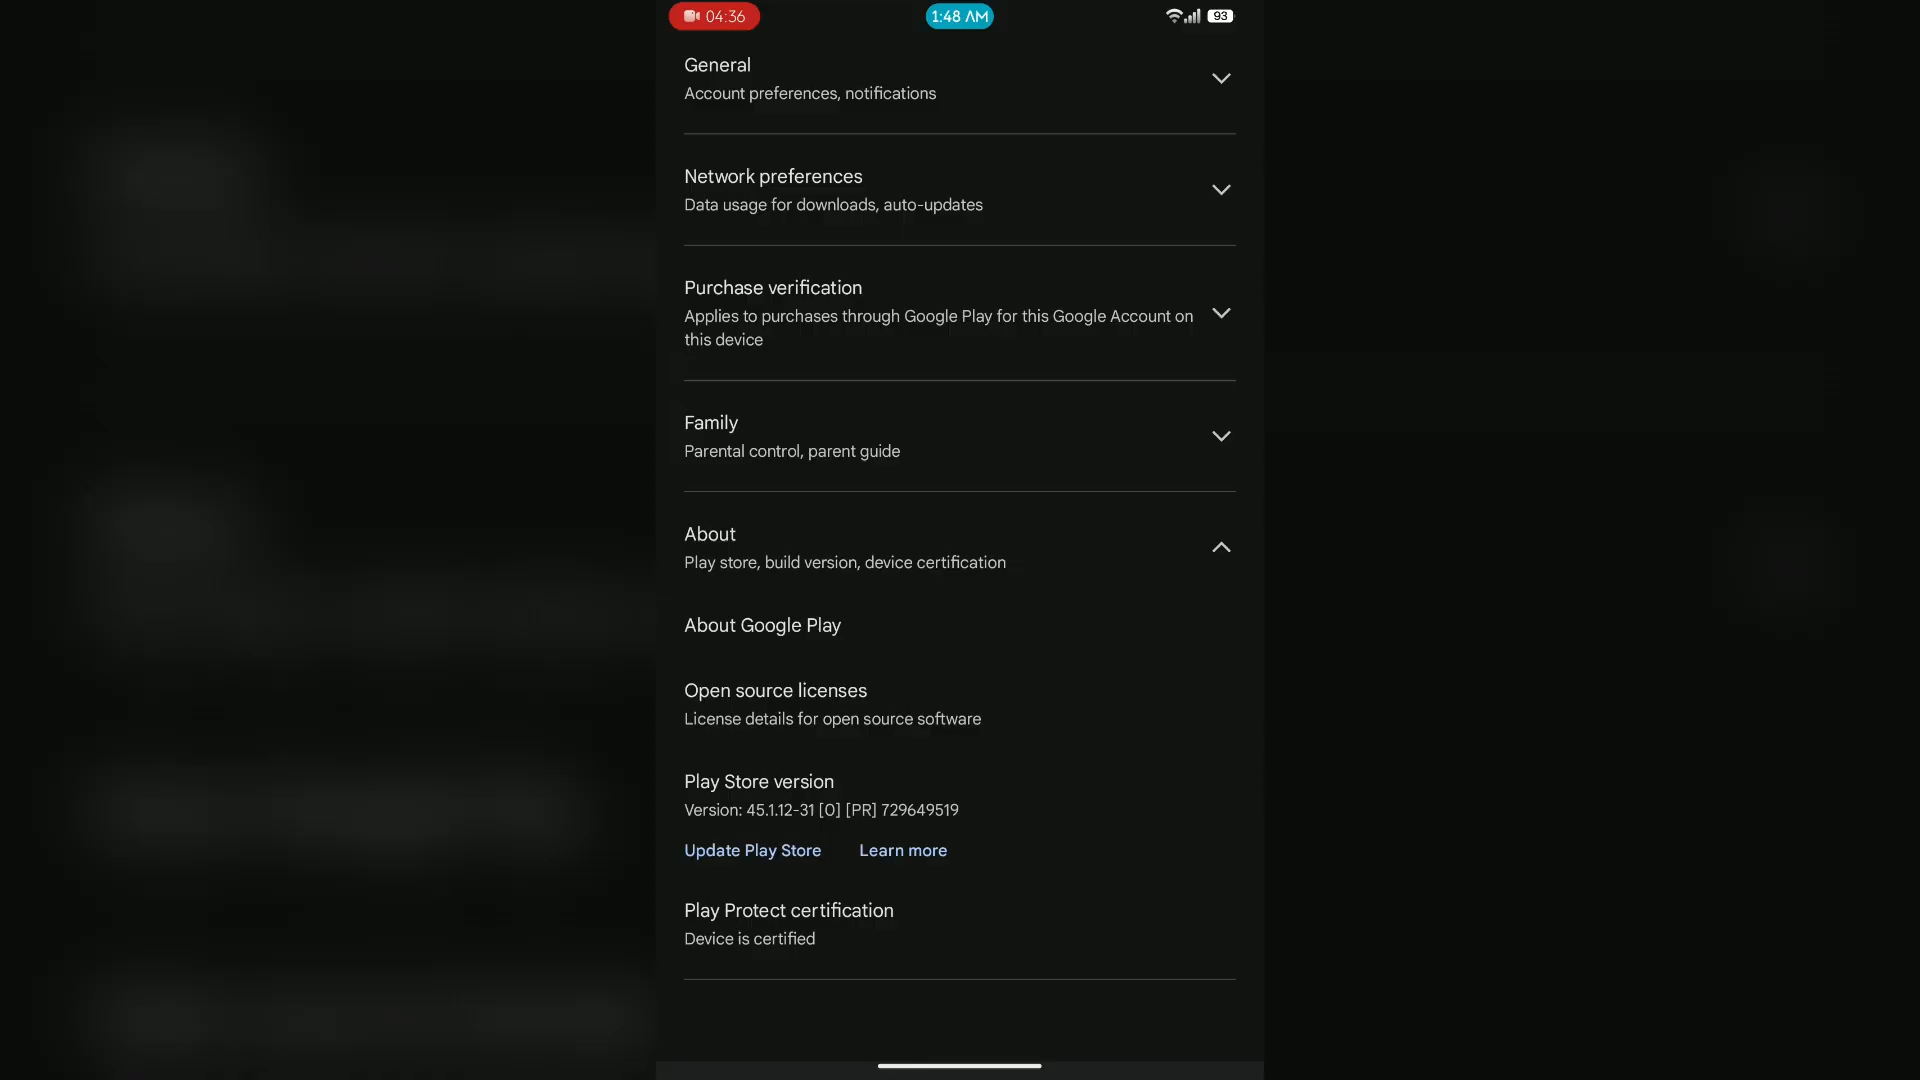 04:36
1:48 AM
93
General
Account preferences, notifications
Network preferences
Data usage for downloads, auto-updates
Purchase verification
Applies to purchases through Google Play for this Google Account on
this device
Family
Parental control, parent guide
About
Play store, build version, device certification
About Google Play
Open source licenses
License details for open source software
Play Store version
Version: 45.1.12-31 [0] [PR] 729649519
Update Play Store
Learn more
Play Protect certification
Device is certified